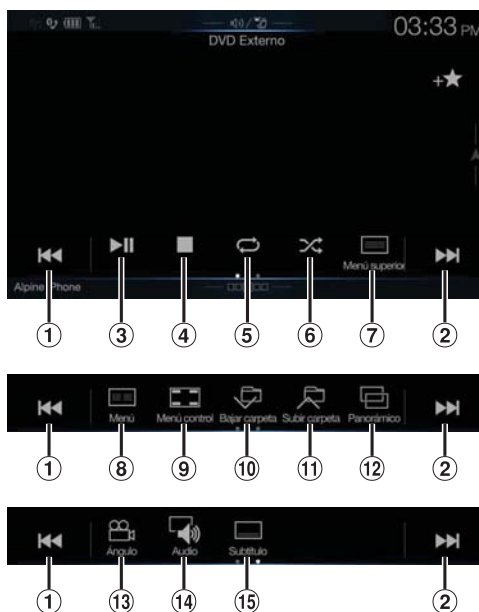 03:33 PM
DVD Externo
+★
Menú superior
Alpine Phone
① ③ ④ ⑤ ⑥ ⑦ ②
Menú Menú control Bajar carpeta Subir carpeta Panorámico
① ⑧ ⑨ ⑩ ⑪ ⑫ ②
Ángulo Audio Subtítulo
① ⑬ ⑭ ⑮ ②